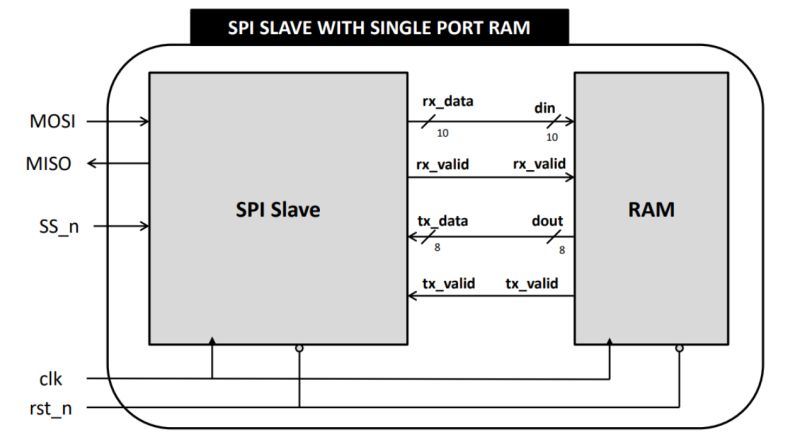 SPI SLAVE WITH SINGLE PORT RAM
rx_data
din
MOSI
10
10
MISO
rx_valid
rx_valid
SPI Slave
RAM
SS_n
tx_data
dout
8
8
tx_valid
tx_valid
clk
rst_n